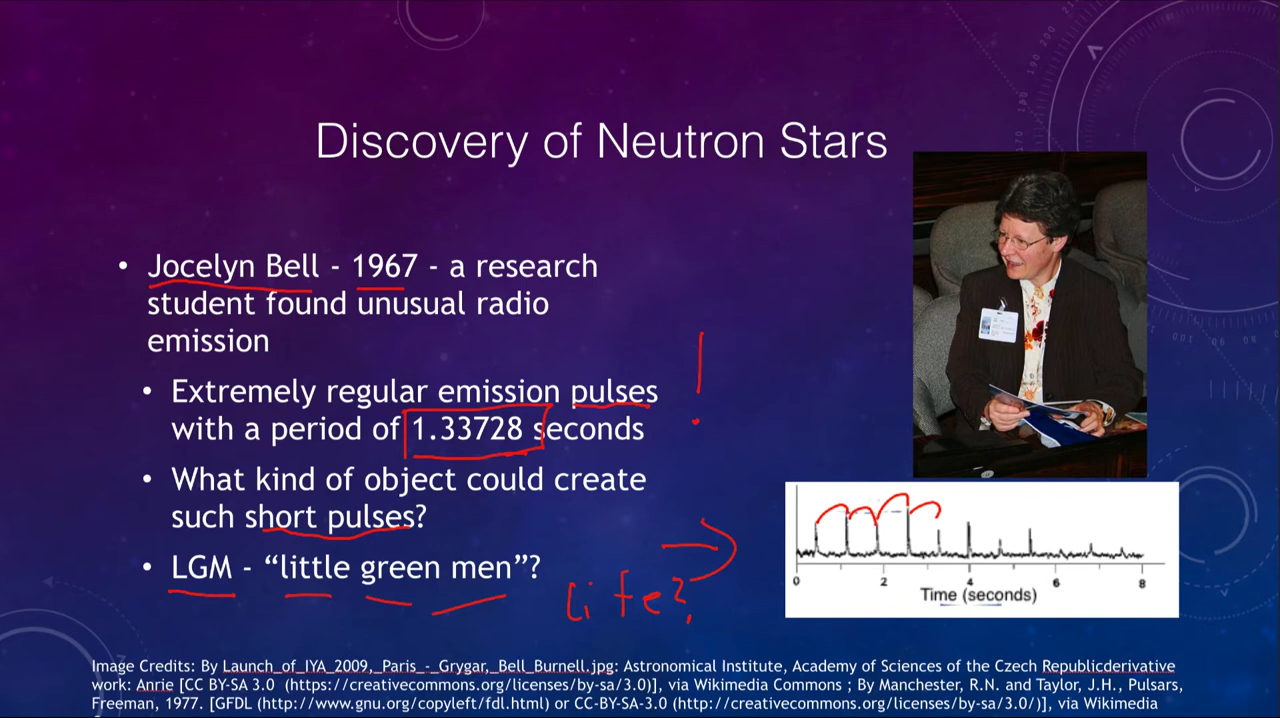 Discovery of Neutron Stars
• Jocelyn Bell - 1967 - a research
student found unusual radio
emission
• Extremely regular emission pulses
with a period of 1.33728 seconds
!
• What kind of object could create
such short pulses?
• LGM - “little green men”?
life?
0 2 4 6 8
Time (seconds)
Image Credits: By Launch_of_IYA_2009,_Paris_-_Grygar,_Bell_Burnell.jpg: Astronomical Institute, Academy of Sciences of the Czech Republicderivative
work: Anrie [CC BY-SA 3.0 (https://creativecommons.org/licenses/by-sa/3.0)], via Wikimedia Commons ; By Manchester, R.N. and Taylor, J.H., Pulsars,
Freeman, 1977. [GFDL (http://www.gnu.org/copyleft/fdl.html) or CC-BY-SA-3.0 (http://creativecommons.org/licenses/by-sa/3.0/)], via Wikimedia